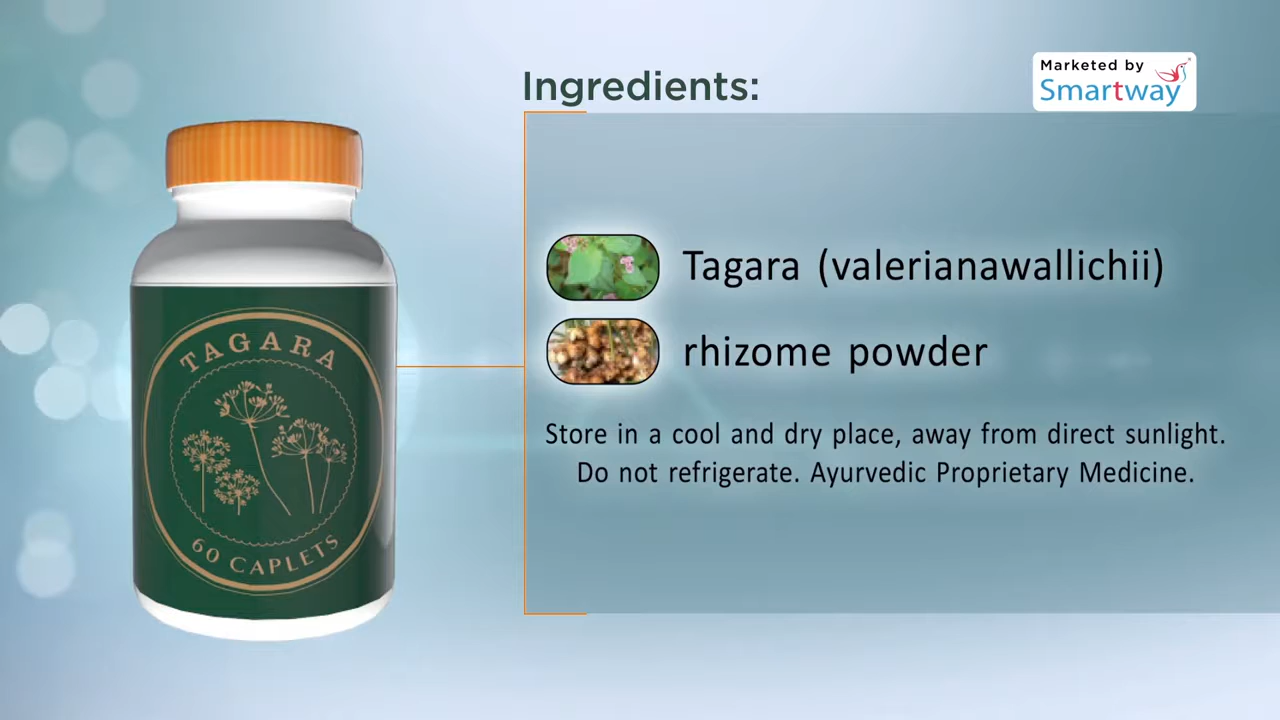 Ingredients:
Marketed by
Smartway
Tagara (valerianawallichii)
rhizome powder
Store in a cool and dry place, away from direct sunlight.
Do not refrigerate. Ayurvedic Proprietary Medicine.
TAGARA
60 CAPLETS